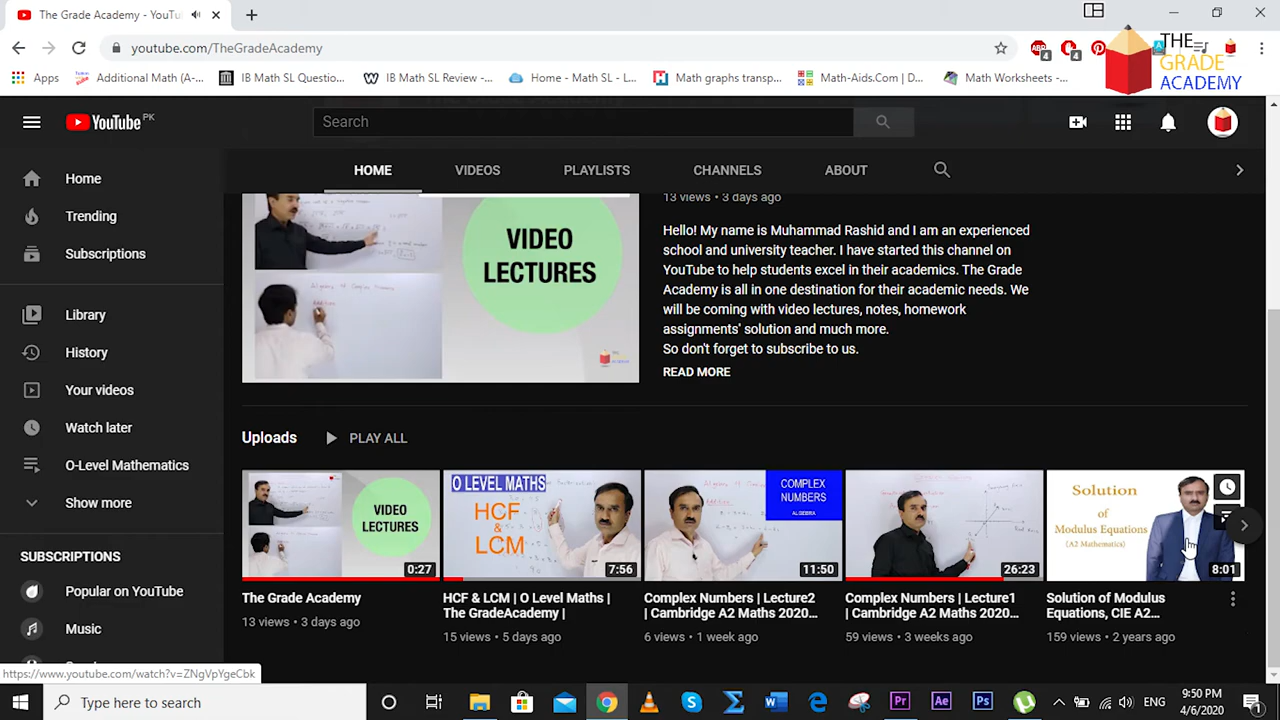 The Grade Academy - YouTu
youtube.com/TheGradeAcademy
THE
GRADE
ACADEMY
Apps
Additional Math (A-...
IB Math SL Questio...
IB Math SL Review -...
Home - Math SL - L...
Math graphs transp...
Math-Aids.Com | D...
Math Worksheets -...
YouTube PK
Search
HOME
VIDEOS
PLAYLISTS
CHANNELS
ABOUT
Home
Trending
Subscriptions
Library
History
Your videos
Watch later
O-Level Mathematics
Show more
SUBSCRIPTIONS
Popular on YouTube
Music
VIDEO
LECTURES
13 views • 3 days ago
Hello! My name is Muhammad Rashid and I am an experienced
school and university teacher. I have started this channel on
YouTube to help students excel in their academics. The Grade
Academy is all in one destination for their academic needs. We
will be coming with video lectures, notes, homework
assignments' solution and much more.
So don't forget to subscribe to us.
READ MORE
Uploads
PLAY ALL
VIDEO
LECTURES
0:27
The Grade Academy
13 views • 3 days ago
O LEVEL MATHS
HCF
&
LCM
7:56
HCF & LCM | O Level Maths |
The GradeAcademy |
15 views • 5 days ago
COMPLEX
NUMBERS
ALGEBRA
11:50
Complex Numbers | Lecture2
| Cambridge A2 Maths 2020...
6 views • 1 week ago
26:23
Complex Numbers | Lecture1
| Cambridge A2 Maths 2020...
59 views • 3 weeks ago
Solution
of
Modulus Equations
(A2 Mathematics)
8:01
Solution of Modulus
Equations, CIE A2
159 views • 2 years ago
https://www.youtube.com/watch?v=ZNgVpYgeCbk
Type here to search
ENG
9:50 PM
4/6/2020